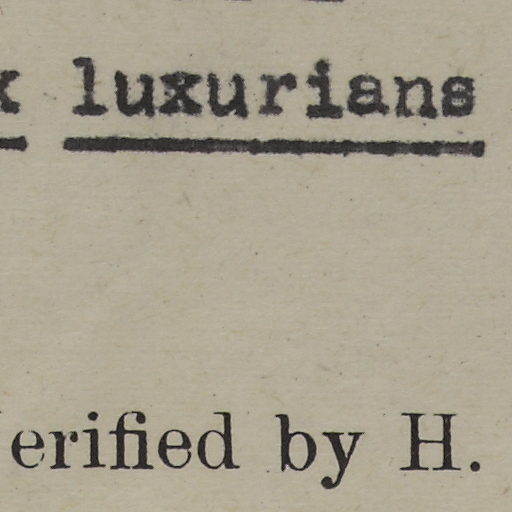 x luxurians
erified by H.